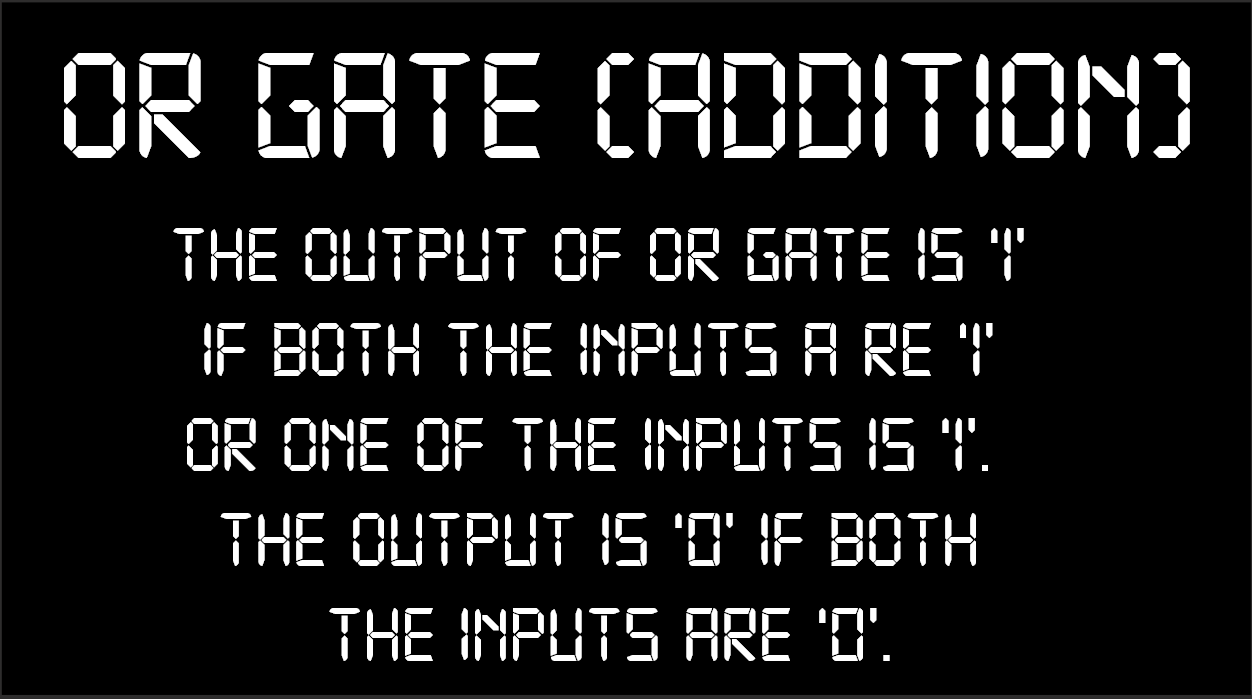 OR GATE (ADDITION)
THE OUTPUT OF OR GATE IS '1'
IF BOTH THE INPUTS A RE '1'
OR ONE OF THE INPUTS IS '1'.
THE OUTPUT IS '0' IF BOTH
THE INPUTS ARE '0'.